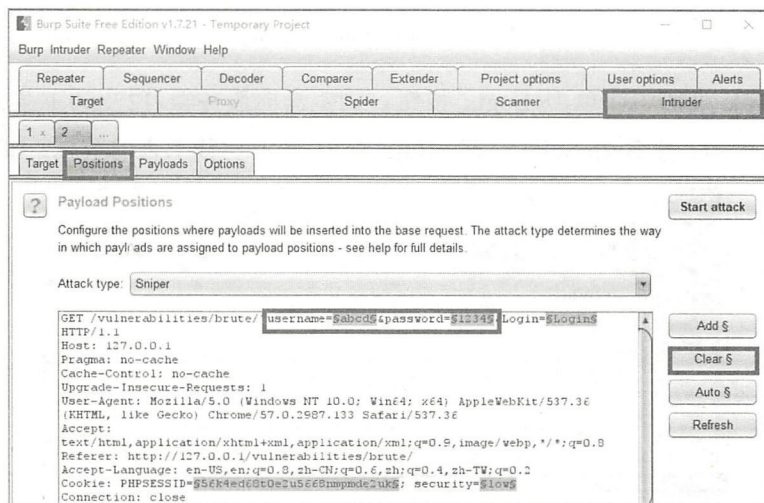 Burp Suite Free Edition v1.7.21 - Temporary Project
Burp Intruder Repeater Window Help
Repeater Sequencer Decoder Comparer Extender Project options User options Alerts
Target Proxy Spider Scanner Intruder
1 × 2 × ...
Target Positions Payloads Options
? Payload Positions
Start attack
Configure the positions where payloads will be inserted into the base request. The attack type determines the way
in which payloads are assigned to payload positions - see help for full details.
Attack type: Sniper
GET /vulnerabilities/brute/?username=§abcd§&password=§1234§&Login=§Login§
HTTP/1.1
Host: 127.0.0.1
Pragma: no-cache
Cache-Control: no-cache
Upgrade-Insecure-Requests: 1
User-Agent: Mozilla/5.0 (Windows NT 10.0; Win64; x64) AppleWebKit/537.36
(KHTML, like Gecko) Chrome/57.0.2987.133 Safari/537.36
Accept:
text/html,application/xhtml+xml,application/xml;q=0.9,image/webp,*/*;q=0.8
Referer: http://127.0.0.1/vulnerabilities/brute/
Accept-Language: en-US,en;q=0.8,zh-CN;q=0.6,zh;q=0.4,zh-TW;q=0.2
Cookie: PHPSESSID= security=§low§
Connection: close
Add §
Clear §
Auto §
Refresh